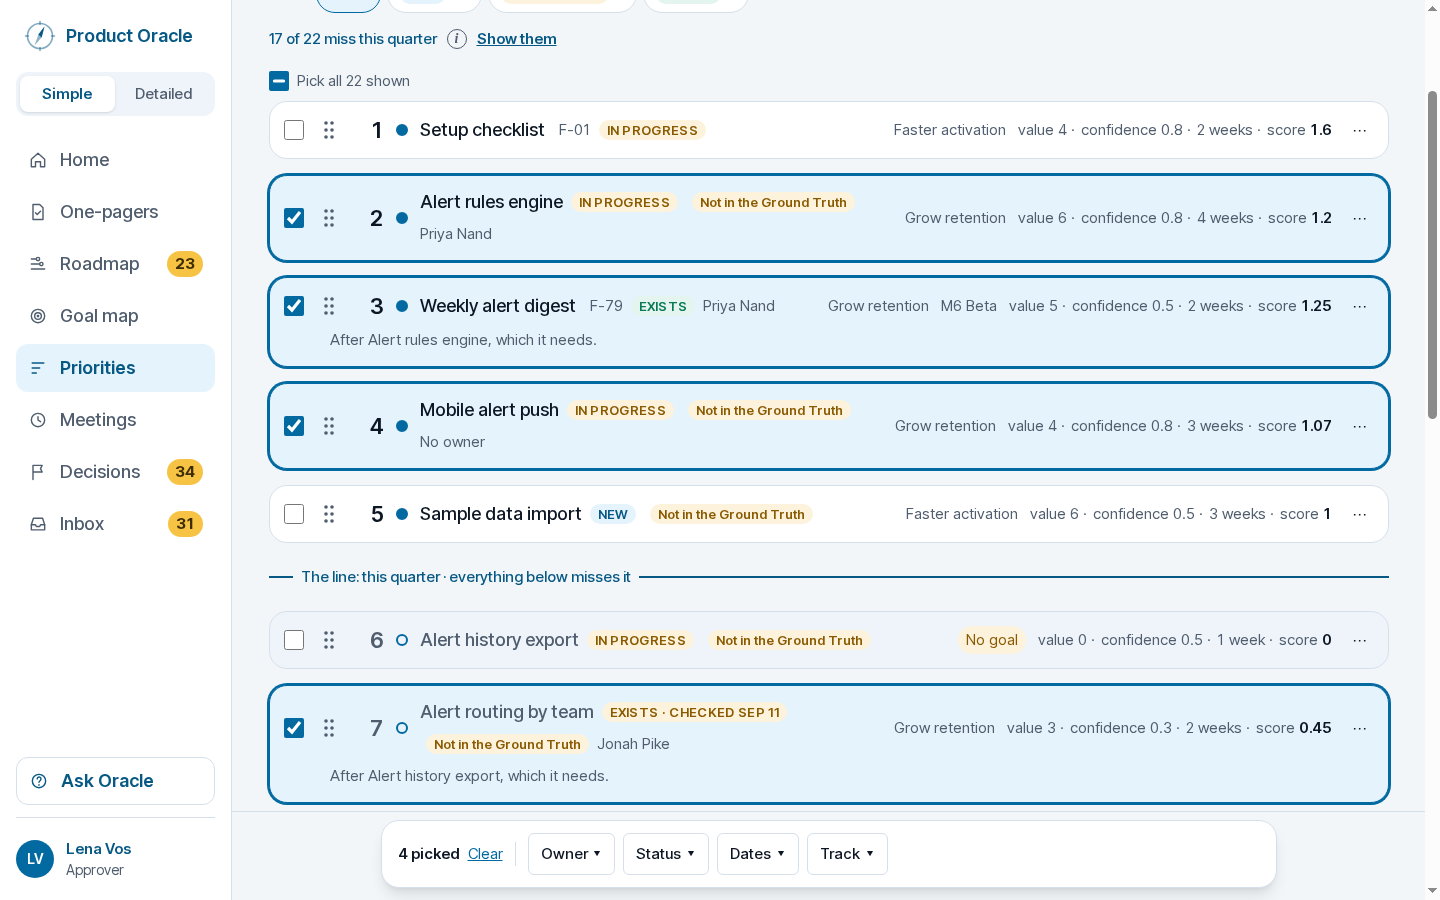 Product Oracle
Simple Detailed
Home
One-pagers
Roadmap 23
Goal map
Priorities
Meetings
Decisions 34
Inbox 31
Ask Oracle
LV Lena Vos
Approver
17 of 22 miss this quarter i Show them
Pick all 22 shown
1 Setup checklist F-01 IN PROGRESS Faster activation value 4 · confidence 0.8 · 2 weeks · score 1.6 ...
2 Alert rules engine IN PROGRESS Not in the Ground Truth Grow retention value 6 · confidence 0.8 · 4 weeks · score 1.2 ...
Priya Nand
3 Weekly alert digest F-79 EXISTS Priya Nand Grow retention M6 Beta value 5 · confidence 0.5 · 2 weeks · score 1.25 ...
After Alert rules engine, which it needs.
4 Mobile alert push IN PROGRESS Not in the Ground Truth Grow retention value 4 · confidence 0.8 · 3 weeks · score 1.07 ...
No owner
5 Sample data import NEW Not in the Ground Truth Faster activation value 6 · confidence 0.5 · 3 weeks · score 1 ...
The line: this quarter · everything below misses it
6 Alert history export IN PROGRESS Not in the Ground Truth No goal value 0 · confidence 0.5 · 1 week · score 0 ...
7 Alert routing by team EXISTS · CHECKED SEP 11 Grow retention value 3 · confidence 0.3 · 2 weeks · score 0.45 ...
Not in the Ground Truth Jonah Pike
After Alert history export, which it needs.
4 picked Clear Owner ▾ Status ▾ Dates ▾ Track ▾